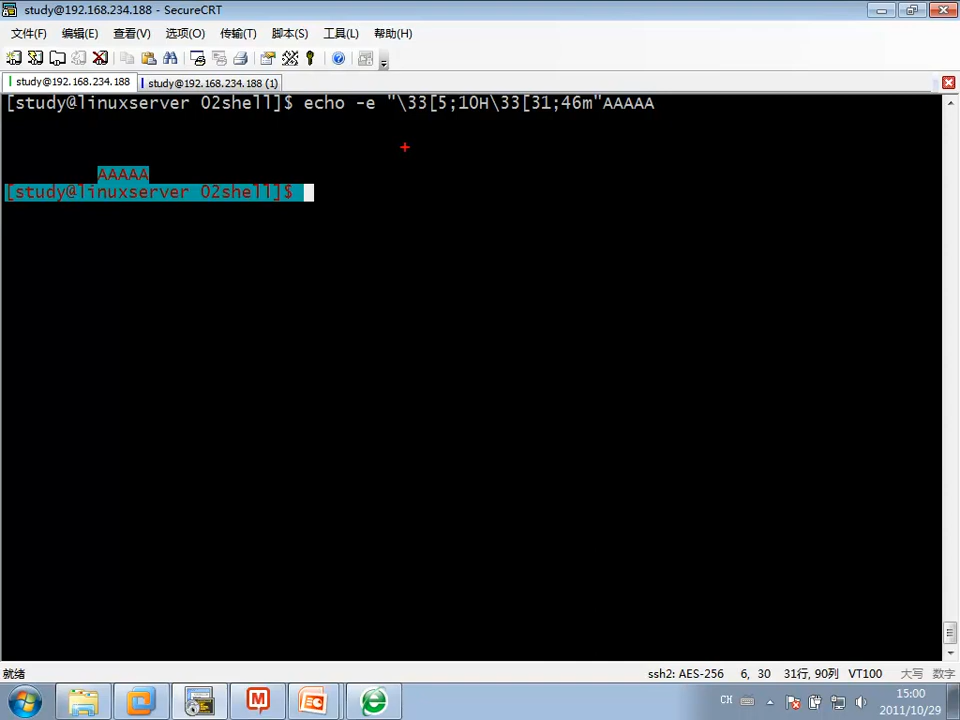 study@192.168.234.188 - SecureCRT
文件(F) 编辑(E) 查看(V) 选项(O) 传输(T) 脚本(S) 工具(L) 帮助(H)
study@192.168.234.188 study@192.168.234.188 (1)
[study@linuxserver 02shell]$ echo -e "\33[5;10H\33[31;46m"AAAAA
AAAAA
[study@linuxserver 02shell]$
就绪 ssh2: AES-256 6, 30 31行, 90列 VT100 大写 数字
CH 15:00
2011/10/29